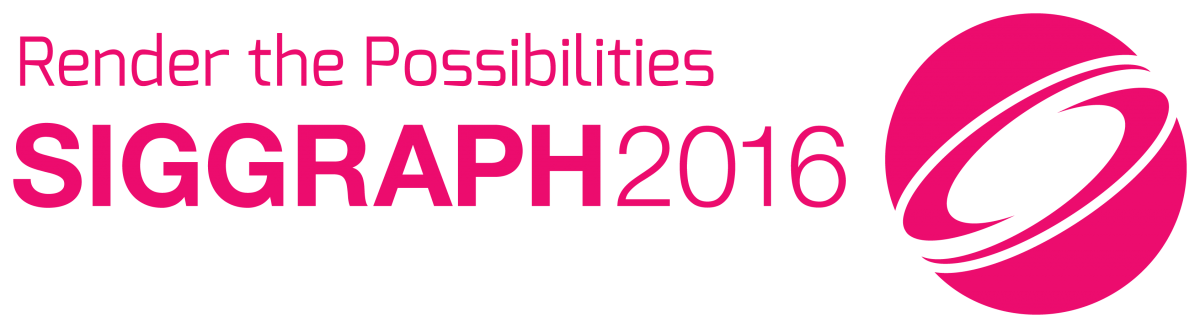 Render the Possibilities
SIGGRAPH2016